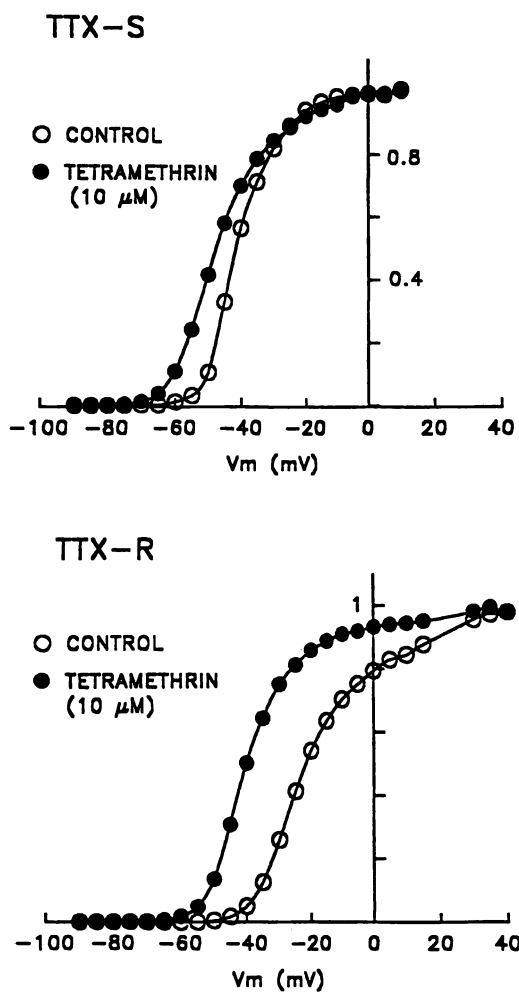 TTX-S
CONTROL
TETRAMETHRIN
(10 μM)
0.8
0.4
-100 -80 -60 -40 -20 0 20 40
Vm (mV)
TTX-R
1
CONTROL
TETRAMETHRIN
(10 μM)
-100 -80 -60 -40 -20 0 20 40
Vm (mV)